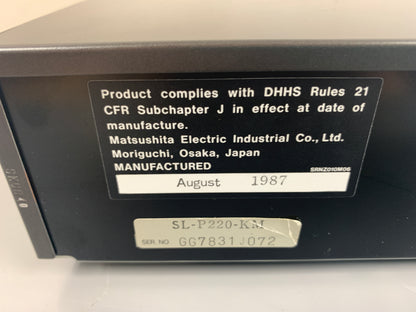 Product complies with DHHS Rules 21
CFR Subchapter J in effect at date of
manufacture.
Matsushita Electric Industrial Co., Ltd.
Moriguchi, Osaka, Japan
MANUFACTURED SRNZ010M06
August 1987
SL-P220-KM
SER. NO. GG7831J072